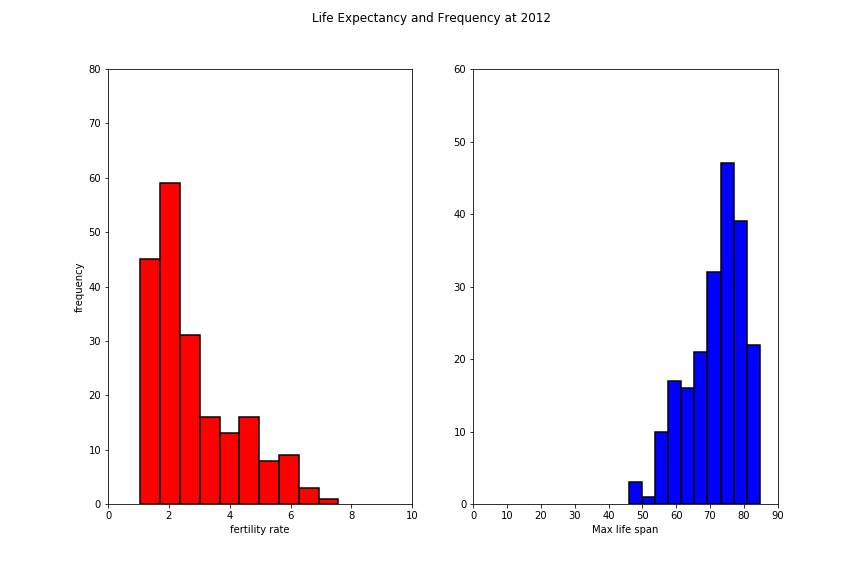 Life Expectancy and Frequency at 2012
80
70
60
50
40
30
20
10
0
frequency
0 2 4 6 8 10
fertility rate
60
50
40
30
20
10
0
0 10 20 30 40 50 60 70 80 90
Max life span